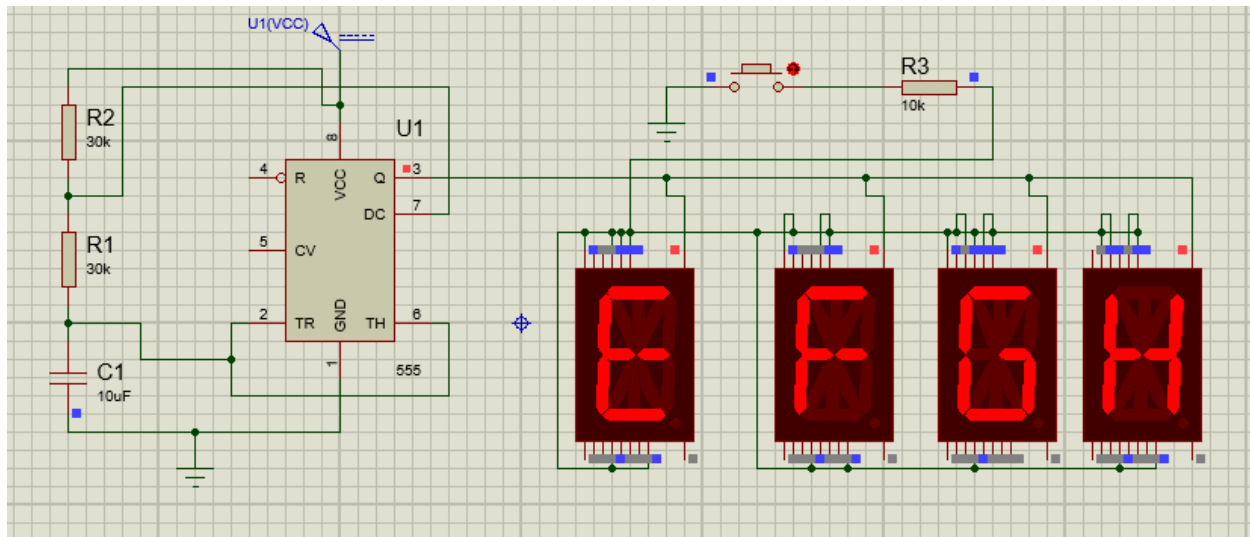 U1(VCC)
R2
30k
R1
30k
C1
10uF
U1
8
4
R
VCC
Q
3
DC
7
5
CV
2
TR
GND
TH
6
1
555
R3
10k
E F G H